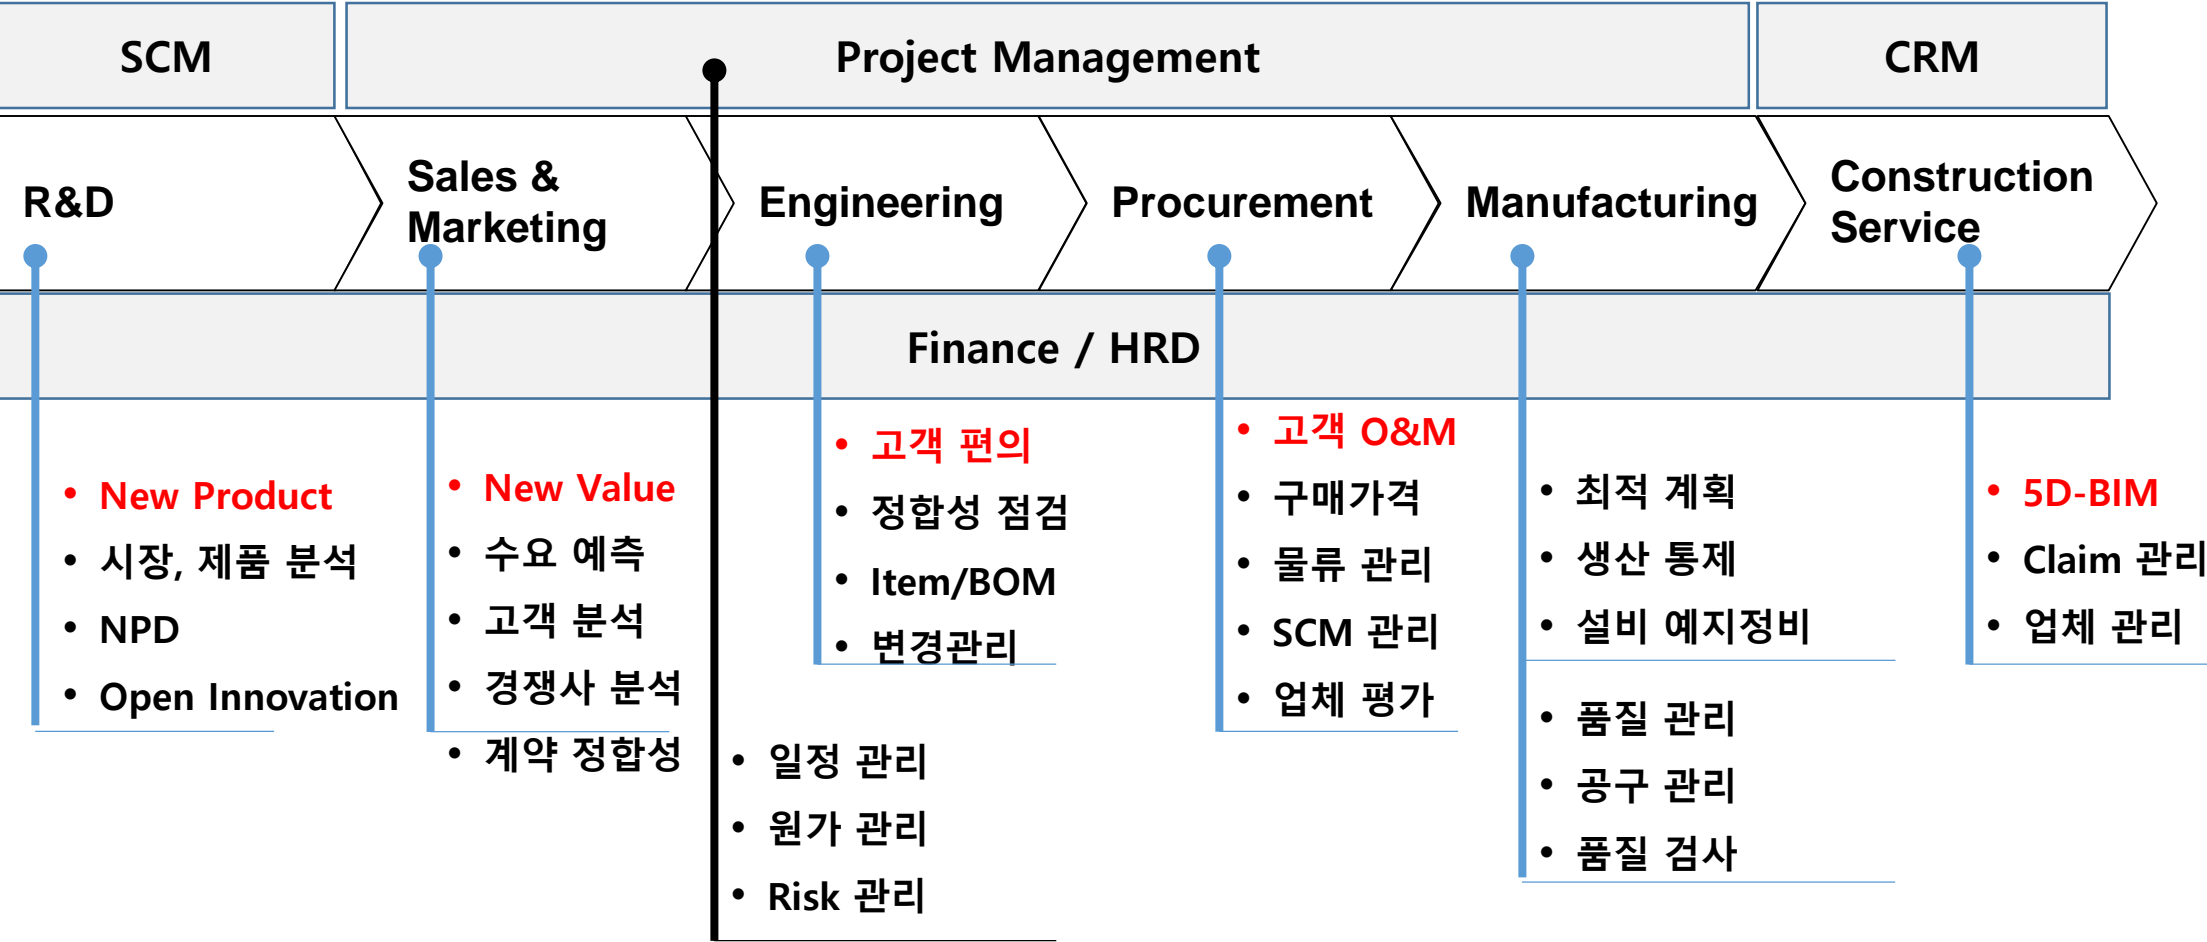 SCM
Project Management
CRM
R&D
Sales &
Marketing
Engineering
Procurement
Manufacturing
Construction
Service
Finance / HRD
• New Product
• 시장, 제품 분석
• NPD
• Open Innovation
• New Value
• 수요 예측
• 고객 분석
• 경쟁사 분석
• 계약 정합성
• 일정 관리
• 원가 관리
• Risk 관리
• 고객 편의
• 정합성 점검
• Item/BOM
• 변경관리
• 고객 O&M
• 구매가격
• 물류 관리
• SCM 관리
• 업체 평가
• 최적 계획
• 생산 통제
• 설비 예지정비
• 품질 관리
• 공구 관리
• 품질 검사
• 5D-BIM
• Claim 관리
• 업체 관리